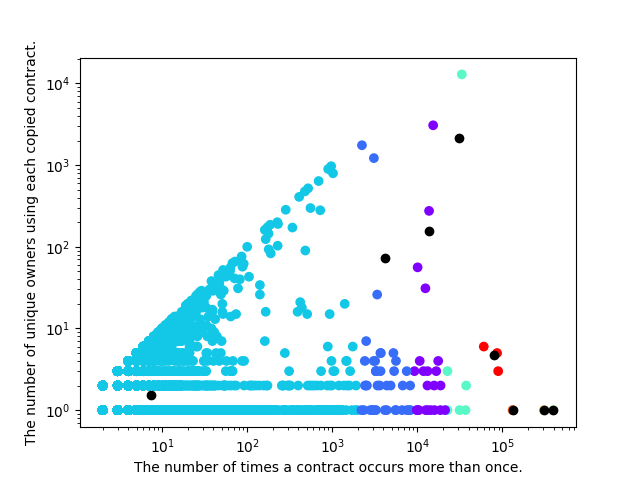 The number of unique owners using each copied contract.
10⁴
10³
10²
10¹
10⁰
10¹ 10² 10³ 10⁴ 10⁵
The number of times a contract occurs more than once.